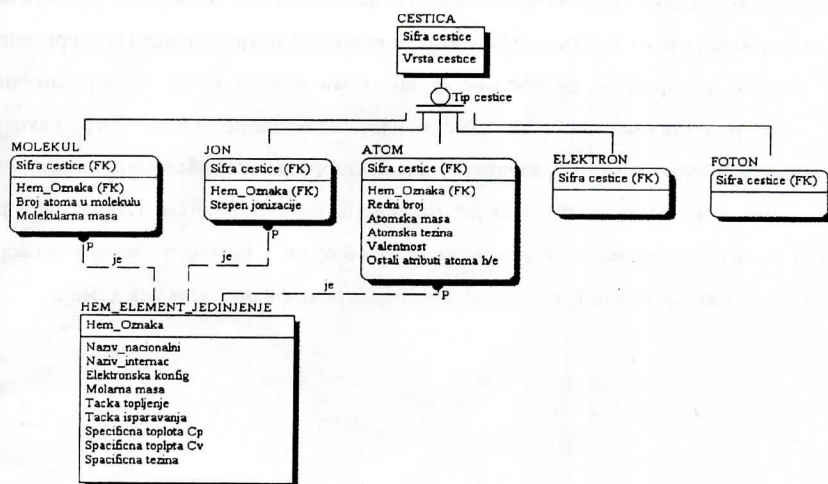 CESTICA
Sifra cestice
Vrsta cestice
Tip cestice
MOLEKUL
Sifra cestice (FK)
Hem_Oznaka (FK)
Broj atoma u molekulu
Molekularna masa
JON
Sifra cestice (FK)
Hem_Oznaka (FK)
Stepen jonizacije
ATOM
Sifra cestice (FK)
Hem_Oznaka (FK)
Redni broj
Atomska masa
Atomska tezina
Valentnost
Ostali atributi atoma h/e
ELEKTRON
Sifra cestice (FK)
FOTON
Sifra cestice (FK)
P
P
P
je
je
je
HEM_ELEMENT_JEDINJENJE
Hem_Oznaka
Naziv_nacionalni
Naziv_internac
Elektronska konfig
Molarna masa
Tacka topljenje
Tacka isparavanja
Specificna toplota Cp
Spacificna toplpta Cv
Spacificna tezina